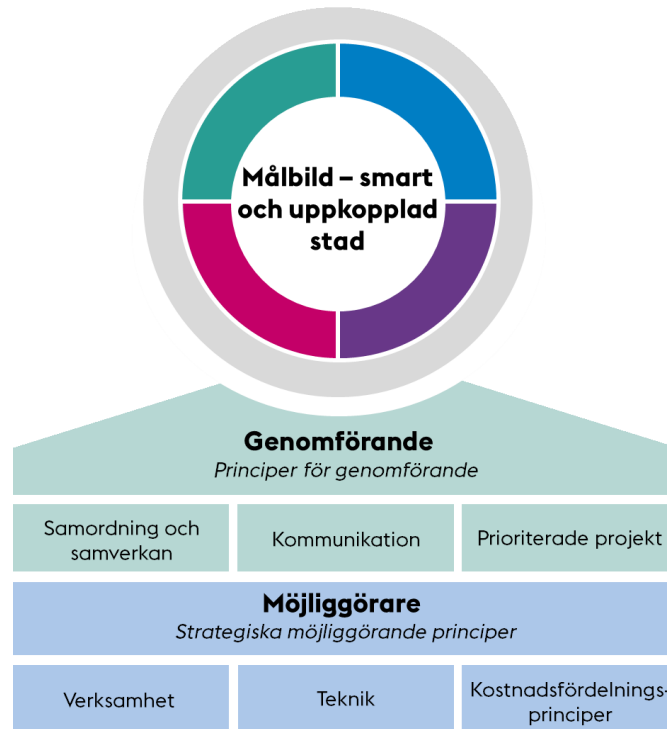 Målbild – smart
och uppkopplad
stad
Genomförande
Principer för genomförande
Samordning och
samverkan
Kommunikation
Prioriterade projekt
Möjliggörare
Strategiska möjliggörande principer
Verksamhet
Teknik
Kostnadsfördelnings-
principer